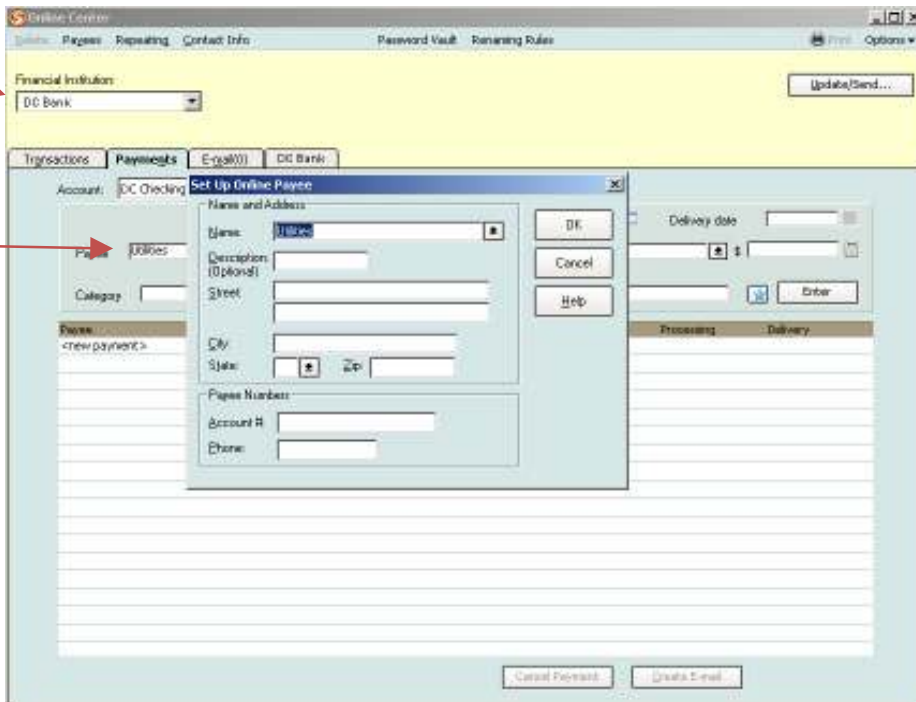 Online Center
Delete Payees Repeating Contact Info Password Vault Renaming Rules Print Options
Financial Institution:
DC Bank
Update/Send...
Transactions Payments E-mail(0) DC Bank
Account: DC Checking
Set Up Online Payee
Name and Address
Name: Utilities
Description:
(Optional)
Street:
City:
State: Zip:
Payee Numbers
Account #:
Phone:
OK
Cancel
Help
Delivery date
Payee Utilities $
Category Enter
Payee Processing Delivery
<new payment>
Cancel Payment Create E-mail